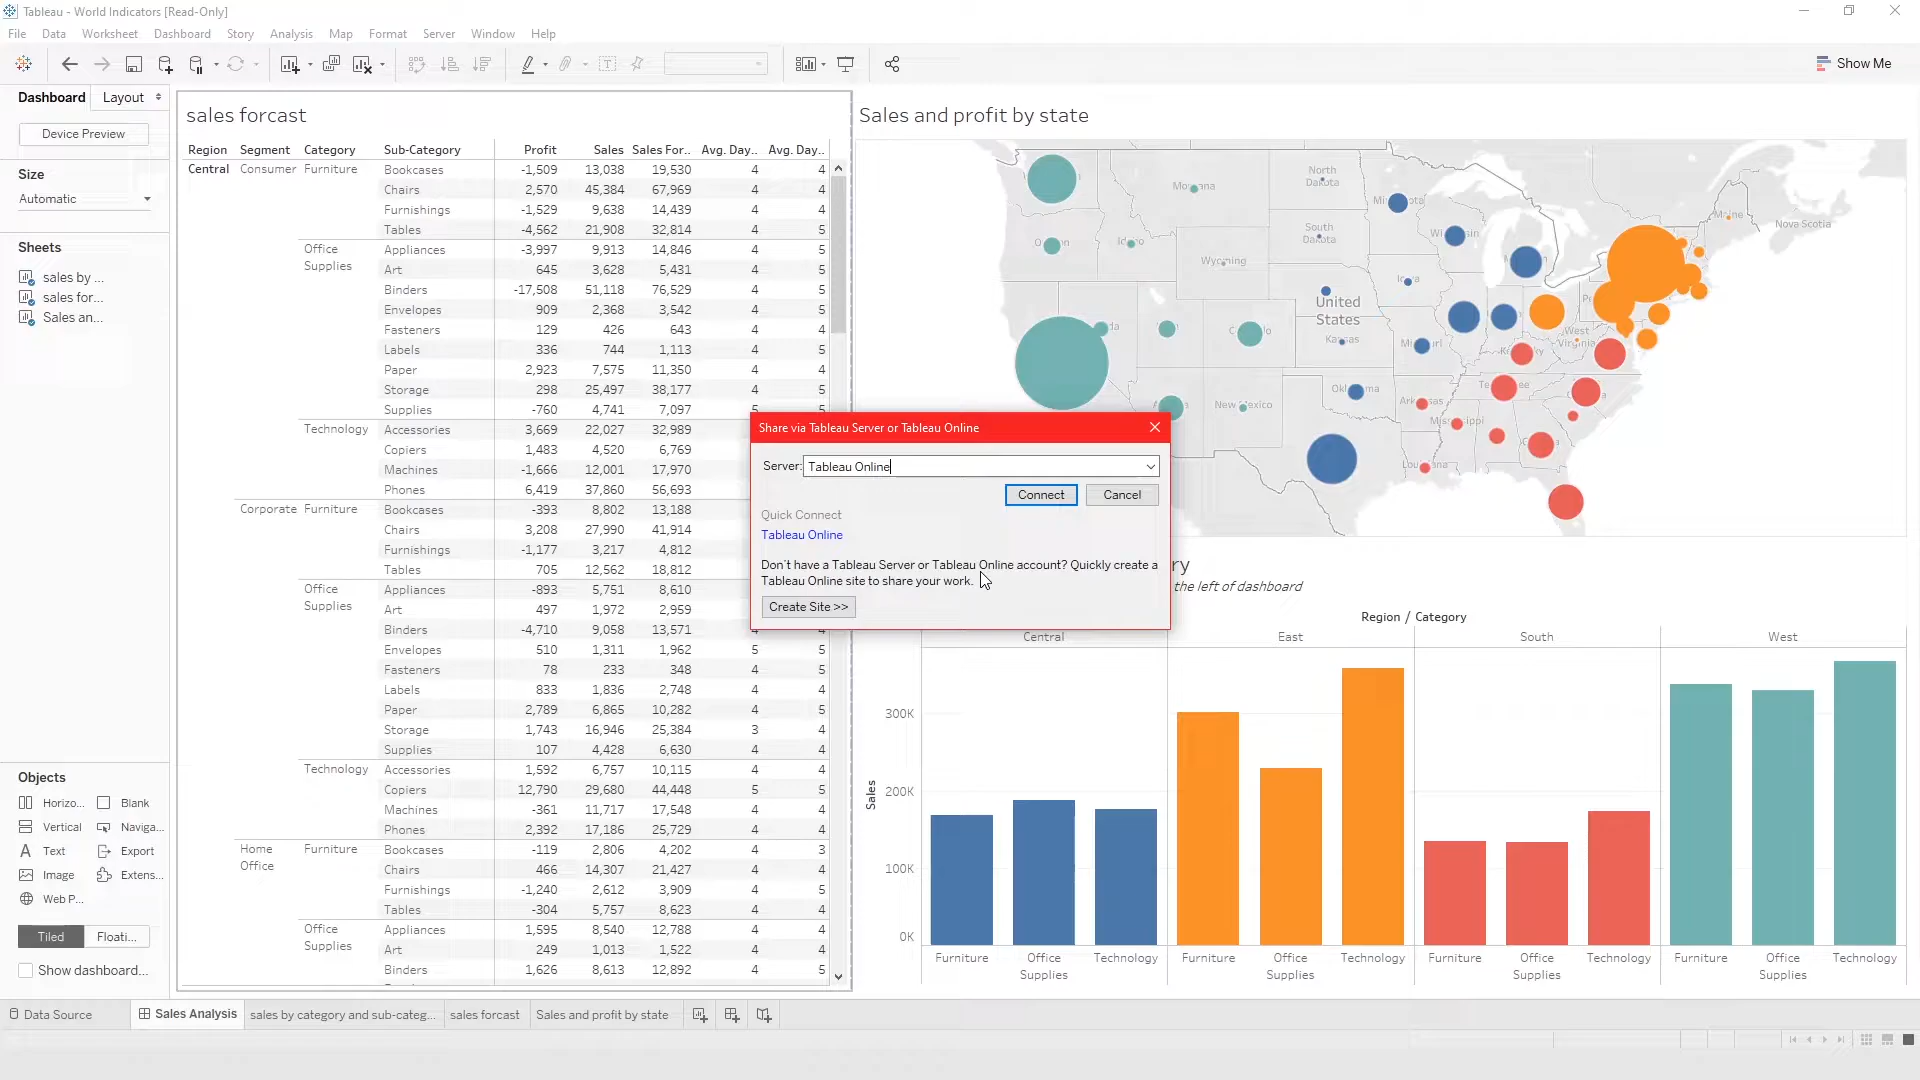 Tableau - World Indicators [Read-Only]
File Data Worksheet Dashboard Story Analysis Map Format Server Window Help
Show Me
Dashboard Layout
Device Preview
Size
Automatic
Sheets
sales by ...
sales for...
Sales an...
Objects
Horizo... Blank
Vertical Naviga...
Text Export
Image Extens...
Web P...
Tiled Floati...
Show dashboard...
sales forcast
Region Segment Category Sub-Category Profit Sales Sales For.. Avg. Day.. Avg. Day..
Central Consumer Furniture Bookcases -1,509 13,038 19,530 4 4
Chairs 2,570 45,384 67,969 4 4
Furnishings -1,529 9,638 14,439 4 4
Tables -4,562 21,908 32,814 4 4
Office Supplies Appliances -3,997 9,913 14,846 4 5
Art 645 3,628 5,431 4 5
Binders -17,508 51,118 76,529 4 5
Envelopes 909 2,368 3,542 4 5
Fasteners 129 426 643 4 4
Labels 336 744 1,113 4 5
Paper 2,923 7,575 11,350 4 4
Storage 298 25,497 38,177 4 5
Supplies -760 4,741 7,097 5 5
Technology Accessories 3,669 22,027 32,989
Copiers 1,483 4,520 6,769
Machines -1,666 12,001 17,970
Phones 6,419 37,860 56,693
Corporate Furniture Bookcases -393 8,802 13,188
Chairs 3,208 27,990 41,914
Furnishings -1,177 3,217 4,812
Tables 705 12,562 18,812
Office Supplies Appliances -893 5,751 8,610
Art 497 1,972 2,959
Binders -4,710 9,058 13,571
Envelopes 510 1,311 1,962 5 5
Fasteners 78 233 348 4 5
Labels 833 1,836 2,748 4 4
Paper 2,789 6,865 10,282 4 5
Storage 1,743 16,946 25,384 3 4
Supplies 107 4,428 6,630 4 4
Technology Accessories 1,592 6,757 10,115 4 4
Copiers 12,790 29,680 44,448 5 5
Machines -361 11,717 17,548 4 4
Phones 2,392 17,186 25,729 4 4
Home Office Furniture Bookcases -119 2,806 4,202 4 3
Chairs 466 14,307 21,427 4 4
Furnishings -1,240 2,612 3,909 4 5
Tables -304 5,757 8,623 4 4
Office Supplies Appliances 1,595 8,540 12,788 4 4
Art 249 1,013 1,522 4 4
Binders 1,626 8,613 12,892 4 5
Sales and profit by state
North Dakota
South Dakota
Wyoming
United States
Kansas
New Mexico
West Virginia
Maine
Nova Scotia
Share via Tableau Server or Tableau Online
Server: Tableau Online
Connect Cancel
Quick Connect
Tableau Online
Don't have a Tableau Server or Tableau Online account? Quickly create a
Tableau Online site to share your work.
Create Site >>
ry
the left of dashboard
Region / Category
Central East South West
Sales
300K
200K
100K
0K
Furniture Office Supplies Technology Furniture Office Supplies Technology Furniture Office Supplies Technology Furniture Office Supplies Technology
Data Source Sales Analysis sales by category and sub-categ... sales forcast Sales and profit by state